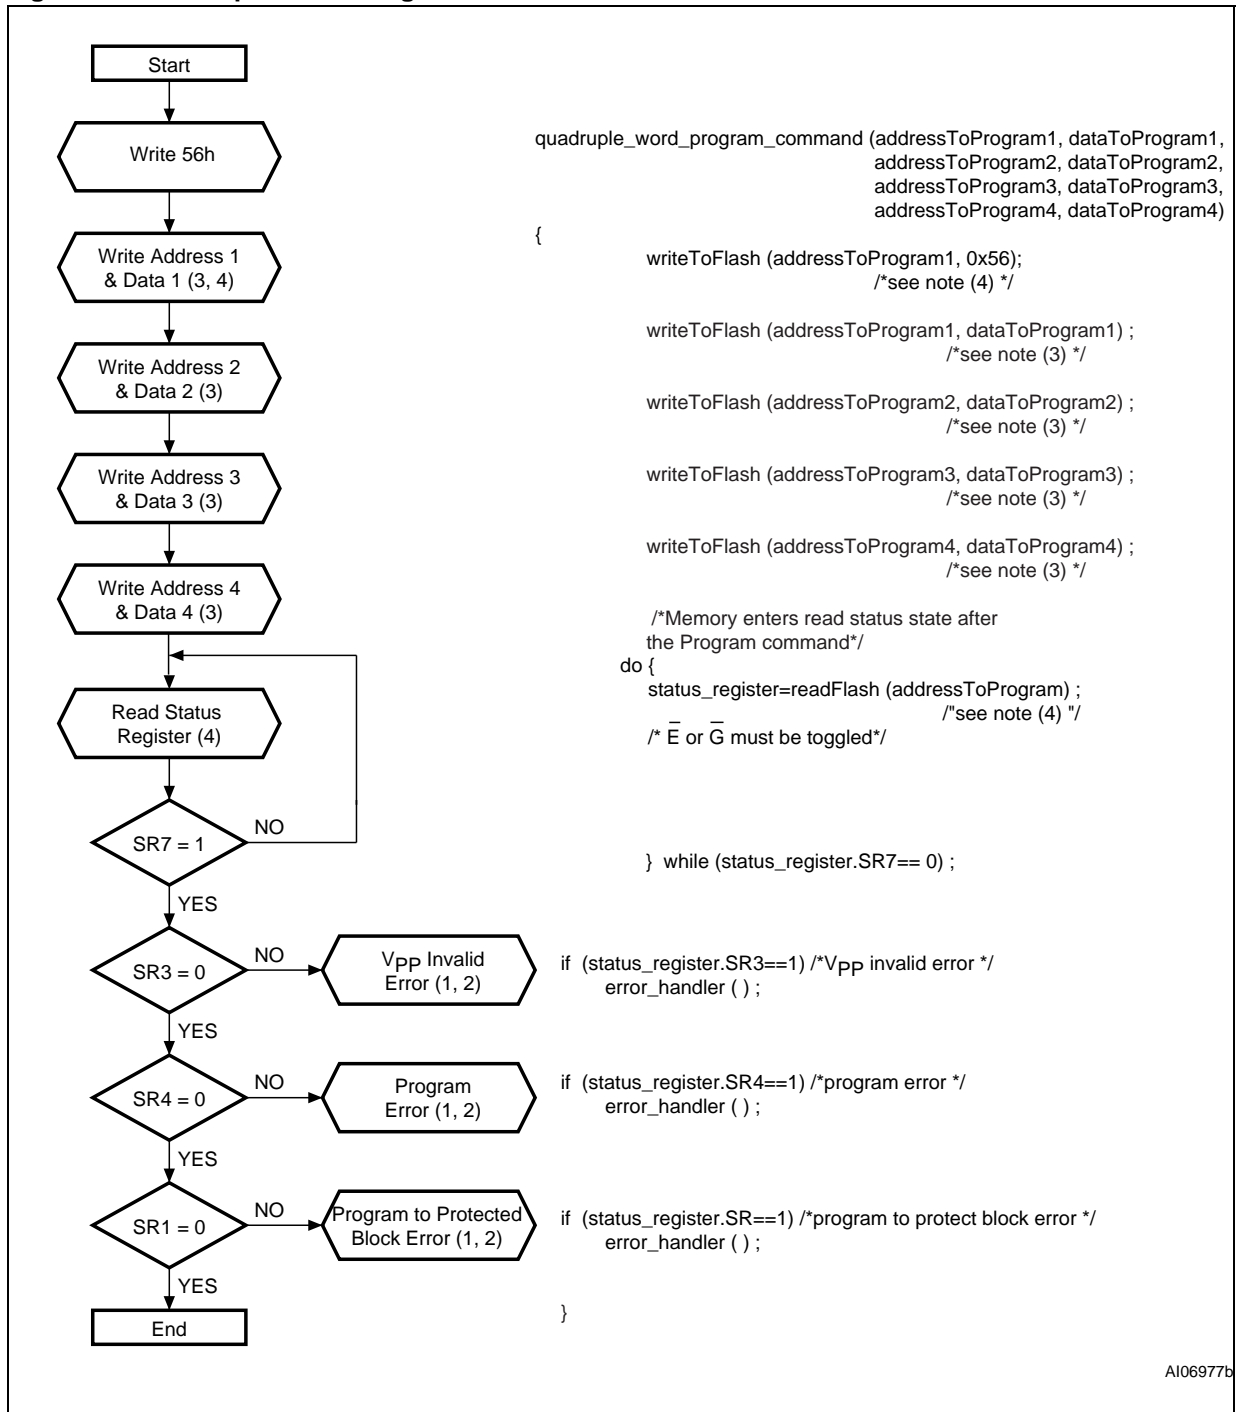 Start
Write 56h
Write Address 1
& Data 1 (3, 4)
Write Address 2
& Data 2 (3)
Write Address 3
& Data 3 (3)
Write Address 4
& Data 4 (3)
Read Status
Register (4)
SR7 = 1
NO
YES
SR3 = 0
NO
VPP Invalid
Error (1, 2)
YES
SR4 = 0
NO
Program
Error (1, 2)
YES
SR1 = 0
NO
Program to Protected
Block Error (1, 2)
YES
End
quadruple_word_program_command (addressToProgram1, dataToProgram1,
addressToProgram2, dataToProgram2,
addressToProgram3, dataToProgram3,
addressToProgram4, dataToProgram4)
{
writeToFlash (addressToProgram1, 0x56);
/*see note (4) */
writeToFlash (addressToProgram1, dataToProgram1) ;
/*see note (3) */
writeToFlash (addressToProgram2, dataToProgram2) ;
/*see note (3) */
writeToFlash (addressToProgram3, dataToProgram3) ;
/*see note (3) */
writeToFlash (addressToProgram4, dataToProgram4) ;
/*see note (3) */
/*Memory enters read status state after
the Program command*/
do {
status_register=readFlash (addressToProgram) ;
/"see note (4) "/
/* E̅ or G̅ must be toggled*/
} while (status_register.SR7== 0) ;
if (status_register.SR3==1) /*VPP invalid error */
error_handler ( ) ;
if (status_register.SR4==1) /*program error */
error_handler ( ) ;
if (status_register.SR==1) /*program to protect block error */
error_handler ( ) ;
}
AI06977b